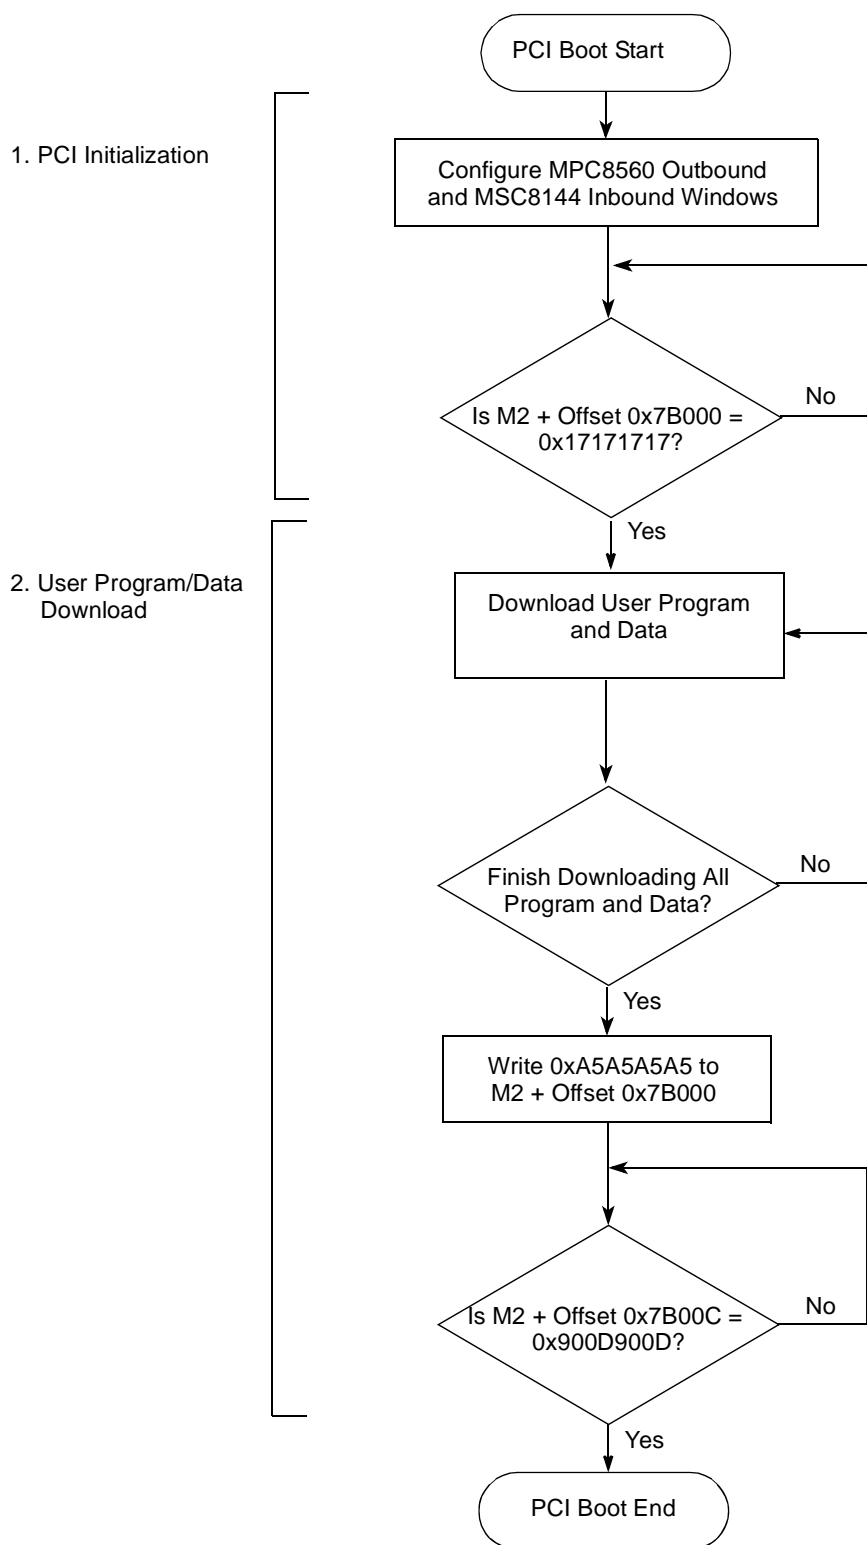 PCI Boot Start
1. PCI Initialization
Configure MPC8560 Outbound
and MSC8144 Inbound Windows
Is M2 + Offset 0x7B000 =
0x17171717?
No
Yes
2. User Program/Data
Download
Download User Program
and Data
Finish Downloading All
Program and Data?
No
Yes
Write 0xA5A5A5A5 to
M2 + Offset 0x7B000
Is M2 + Offset 0x7B00C =
0x900D900D?
No
Yes
PCI Boot End